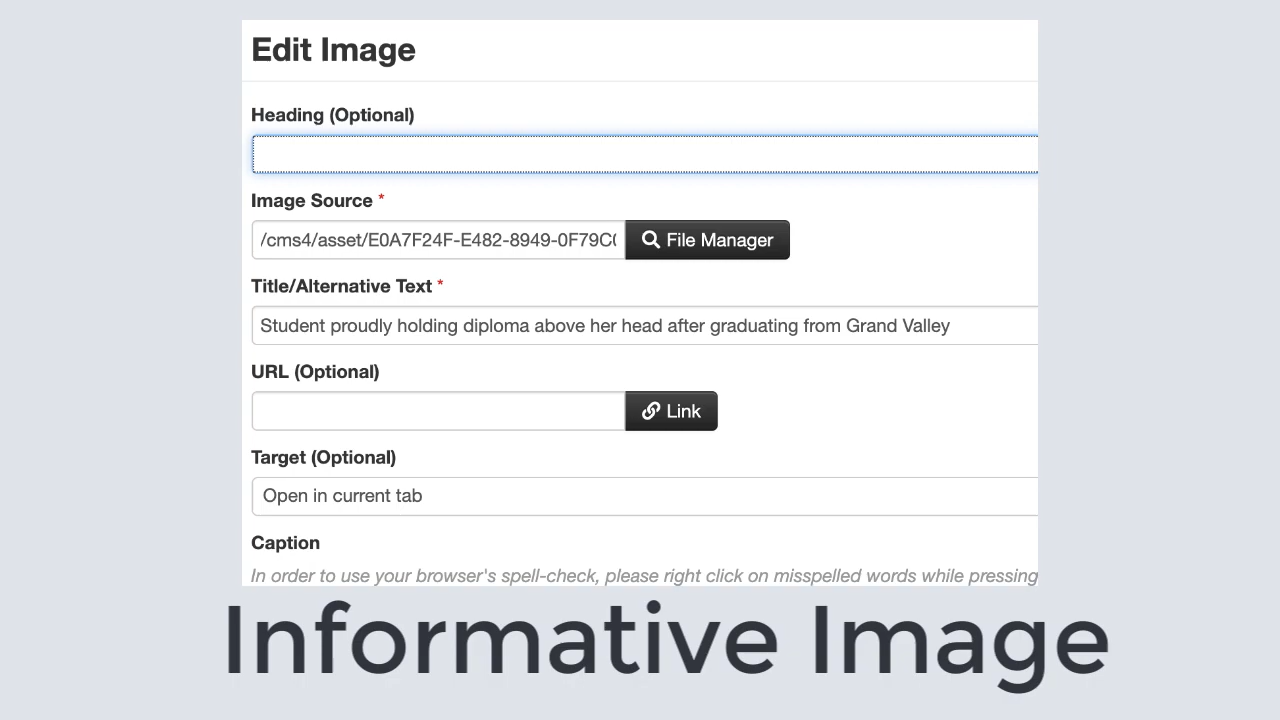 Edit Image
Heading (Optional)
Image Source *
/cms4/asset/E0A7F24F-E482-8949-0F79C
File Manager
Title/Alternative Text *
Student proudly holding diploma above her head after graduating from Grand Valley
URL (Optional)
Link
Target (Optional)
Open in current tab
Caption
In order to use your browser's spell-check, please right click on misspelled words while pressing
Informative Image